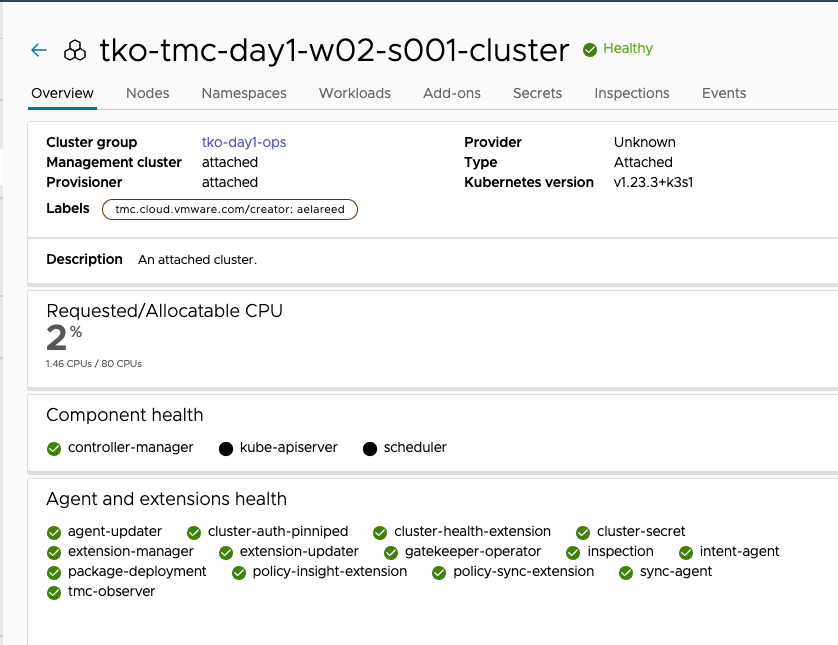 tko-tmc-day1-w02-s001-cluster Healthy
Overview Nodes Namespaces Workloads Add-ons Secrets Inspections Events
Cluster group tko-day1-ops Provider Unknown
Management cluster attached Type Attached
Provisioner attached Kubernetes version v1.23.3+k3s1
Labels tmc.cloud.vmware.com/creator: aelareed
Description An attached cluster.
Requested/Allocatable CPU
2%
1.46 CPUs / 80 CPUs
Component health
controller-manager kube-apiserver scheduler
Agent and extensions health
agent-updater cluster-auth-pinniped cluster-health-extension cluster-secret
extension-manager extension-updater gatekeeper-operator inspection intent-agent
package-deployment policy-insight-extension policy-sync-extension sync-agent
tmc-observer